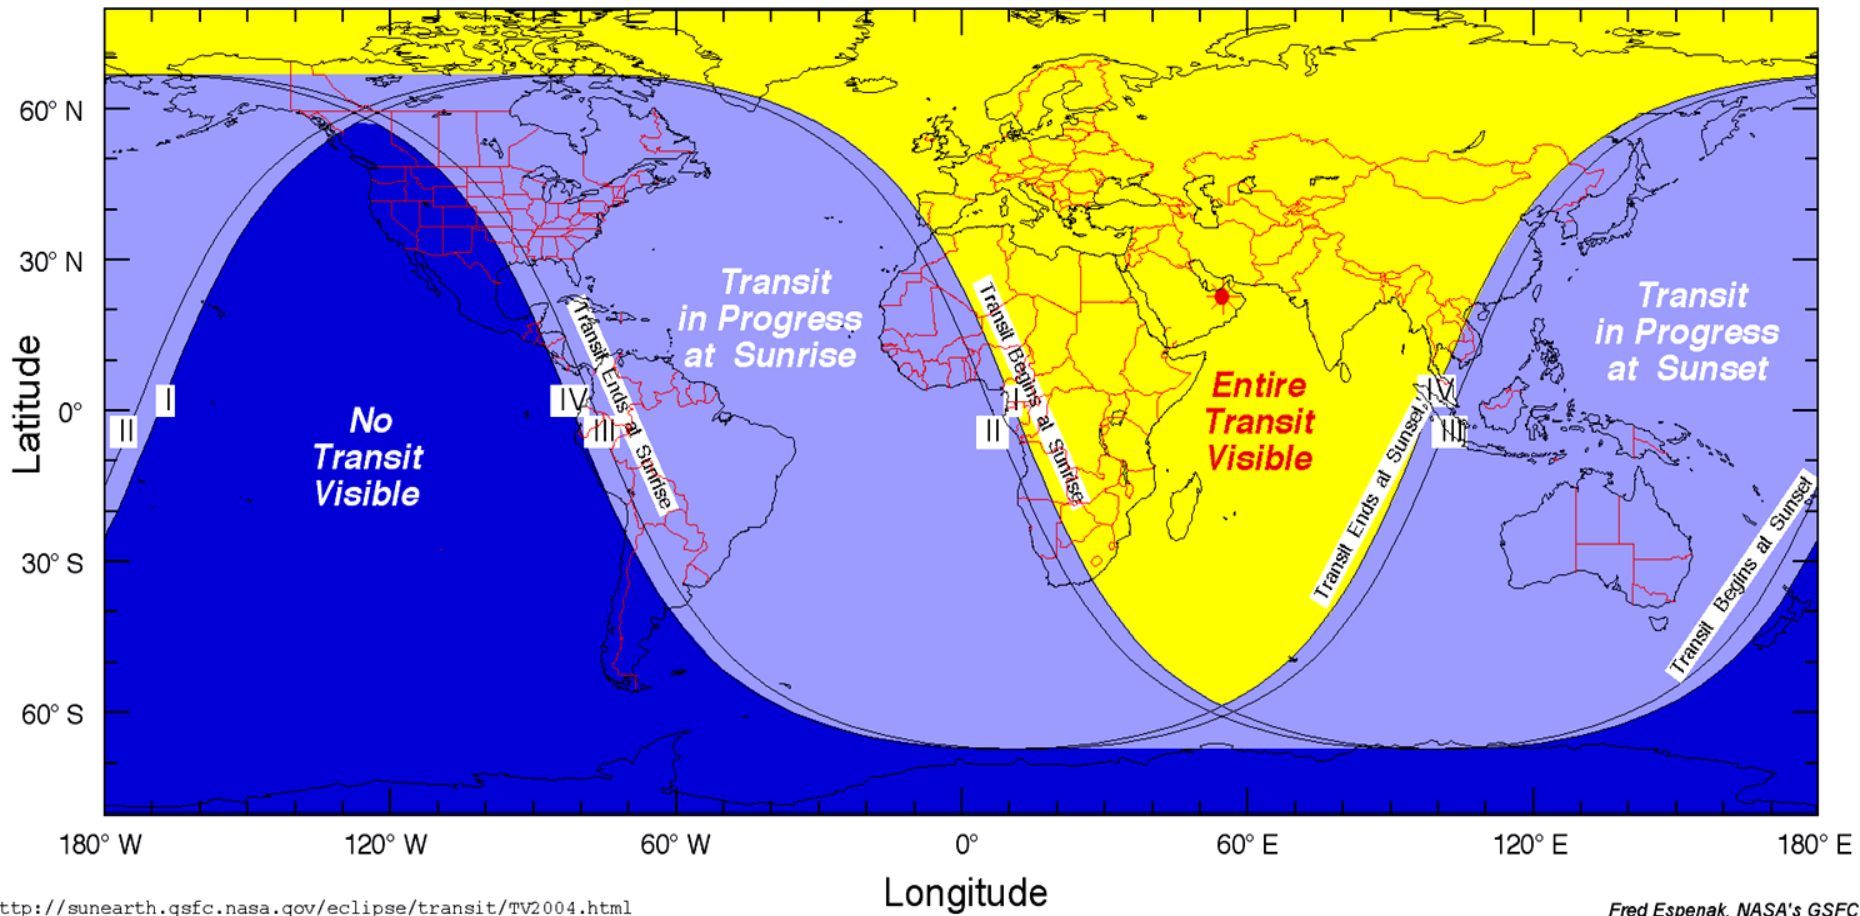 60° N
30° N
0°
30° S
60° S
Latitude
Transit
in Progress
at Sunrise
Transit
in Progress
at Sunset
Entire
Transit
Visible
No
Transit
Visible
I
II
IV
III
I
II
IV
III
Transit Ends at Sunrise
Transit Begins at Sunrise
Transit Ends at Sunset
Transit Begins at Sunset
180° W
120° W
60° W
0°
60° E
120° E
180° E
Longitude
ttp://sunearth.gsfc.nasa.gov/eclipse/transit/TV2004.html
Fred Espenak, NASA's GSFC